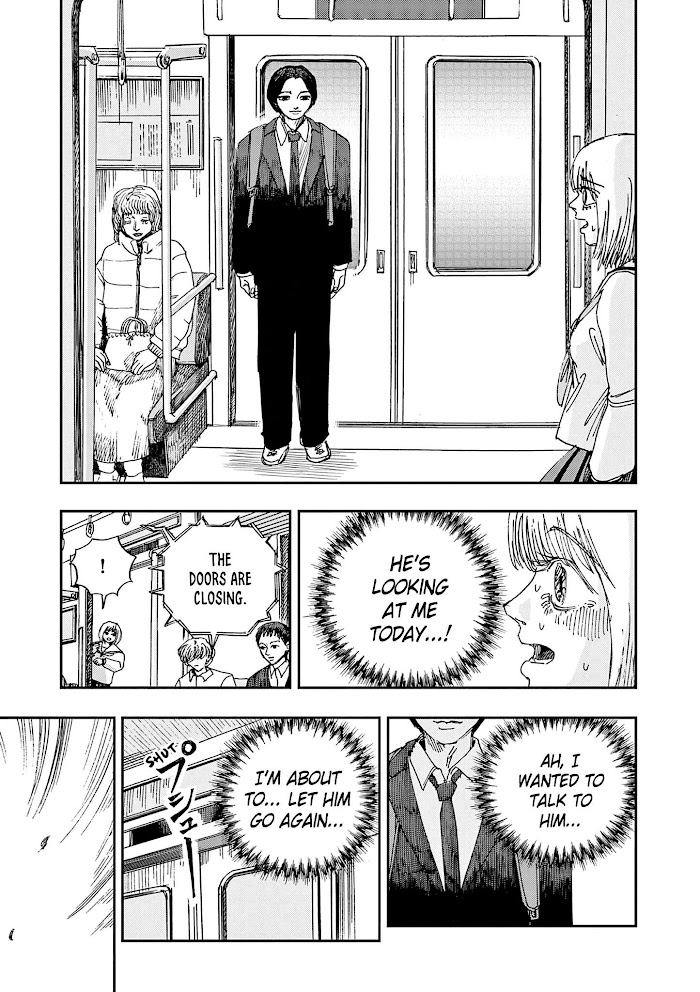 HE'S
LOOKING
AT ME
TODAY...!
THE
DOORS ARE
CLOSING.
!
AH, I
WANTED TO
TALK TO
HIM...
I'M ABOUT
TO... LET HIM
GO AGAIN...
SHUT
プシュー
SHUT